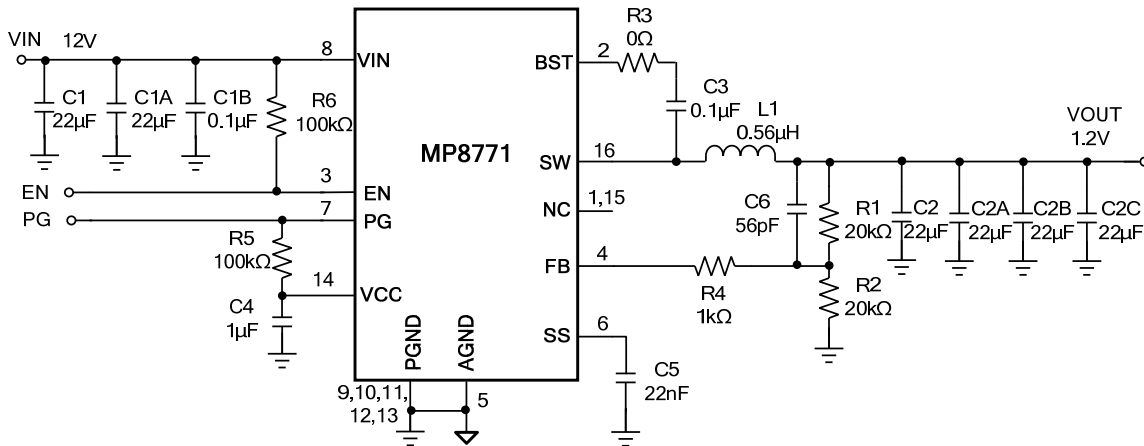 VIN 12V
8
VIN
C1
22µF
C1A
22µF
C1B
0.1µF
R6
100kΩ
EN
3
EN
PG
7
PG
R5
100kΩ
14
VCC
C4
1µF
MP8771
PGND
AGND
9,10,11,
12,13
5
BST
2
R3
0Ω
C3
0.1µF
L1
0.56µH
SW
16
NC
1,15
FB
4
SS
6
C5
22nF
R4
1kΩ
C6
56pF
R1
20kΩ
R2
20kΩ
C2
22µF
C2A
22µF
C2B
22µF
C2C
22µF
VOUT
1.2V